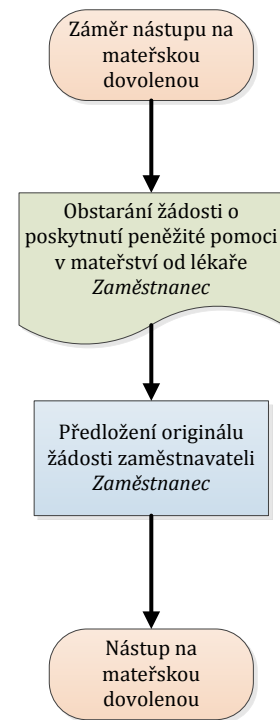 Záměr nástupu na
mateřskou
dovolenou
Obstarání žádosti o
poskytnutí peněžité pomoci
v mateřství od lékaře
Zaměstnanec
Předložení originálu
žádosti zaměstnavateli
Zaměstnanec
Nástup na
mateřskou
dovolenou